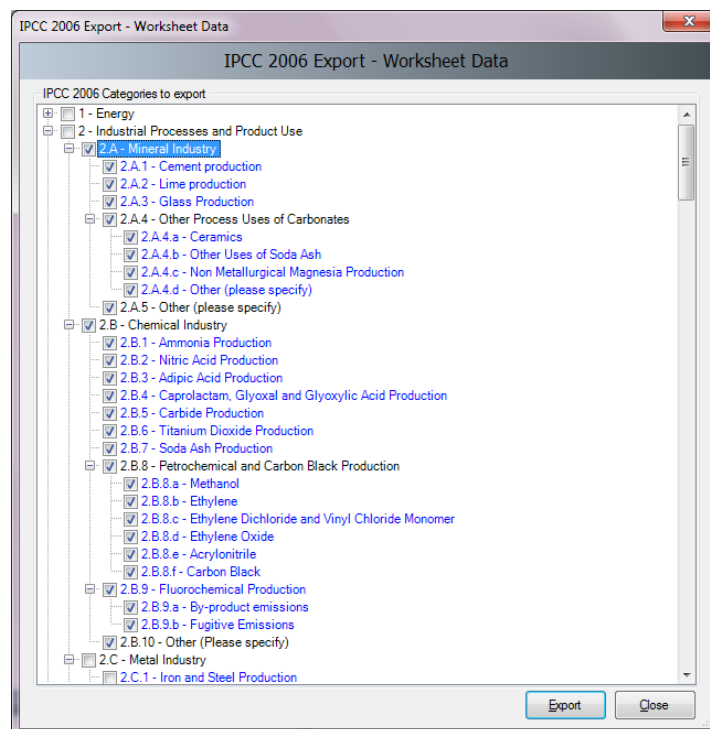 IPCC 2006 Export - Worksheet Data
IPCC 2006 Export - Worksheet Data
IPCC 2006 Categories to export
1 - Energy
2 - Industrial Processes and Product Use
2.A - Mineral Industry
2.A.1 - Cement production
2.A.2 - Lime production
2.A.3 - Glass Production
2.A.4 - Other Process Uses of Carbonates
2.A.4.a - Ceramics
2.A.4.b - Other Uses of Soda Ash
2.A.4.c - Non Metallurgical Magnesia Production
2.A.4.d - Other (please specify)
2.A.5 - Other (please specify)
2.B - Chemical Industry
2.B.1 - Ammonia Production
2.B.2 - Nitric Acid Production
2.B.3 - Adipic Acid Production
2.B.4 - Caprolactam, Glyoxal and Glyoxylic Acid Production
2.B.5 - Carbide Production
2.B.6 - Titanium Dioxide Production
2.B.7 - Soda Ash Production
2.B.8 - Petrochemical and Carbon Black Production
2.B.8.a - Methanol
2.B.8.b - Ethylene
2.B.8.c - Ethylene Dichloride and Vinyl Chloride Monomer
2.B.8.d - Ethylene Oxide
2.B.8.e - Acrylonitrile
2.B.8.f - Carbon Black
2.B.9 - Fluorochemical Production
2.B.9.a - By-product emissions
2.B.9.b - Fugitive Emissions
2.B.10 - Other (Please specify)
2.C - Metal Industry
2.C.1 - Iron and Steel Production
Export Close